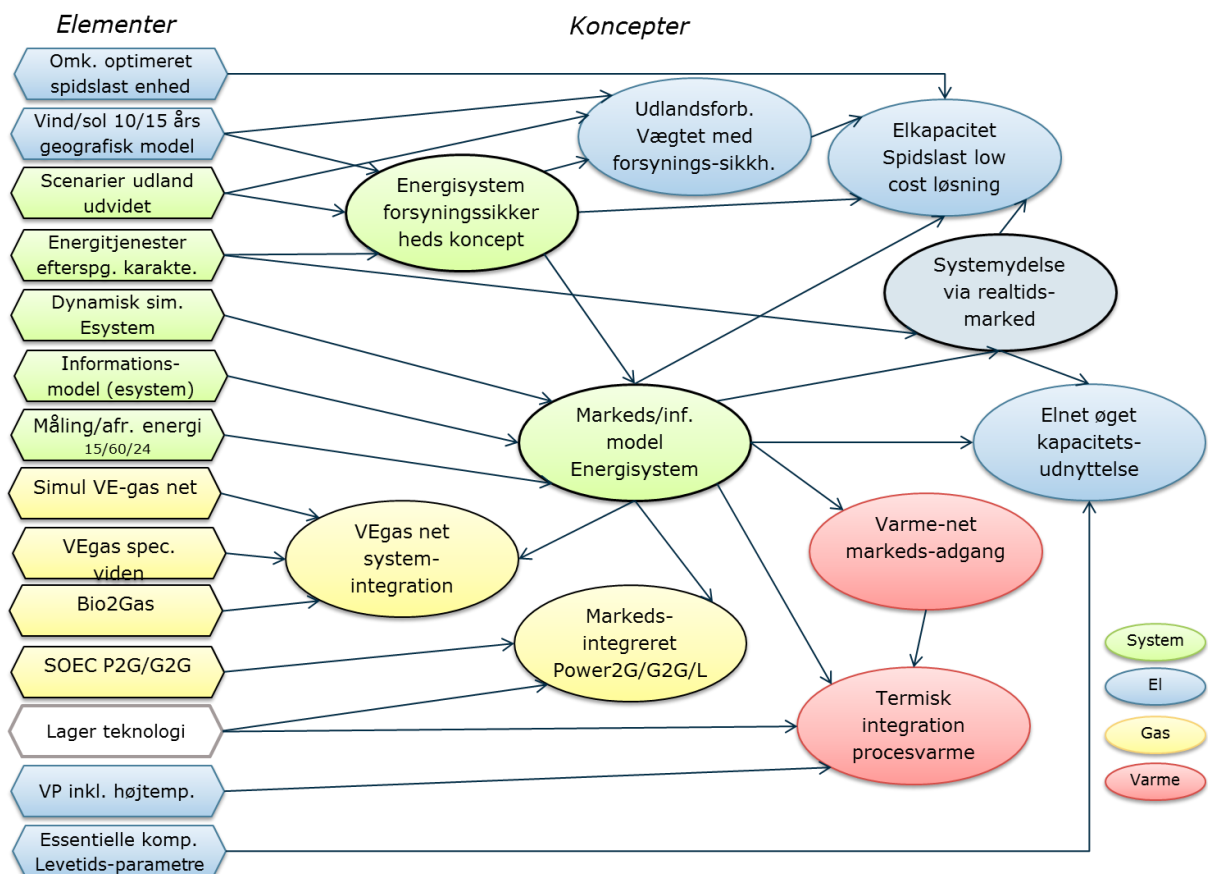 Elementer
Koncepter
Omk. optimeret
spidslast enhed
Vind/sol 10/15 års
geografisk model
Scenarier udland
udvidet
Energitjenester
efterspg. karakte.
Dynamisk sim.
Esystem
Informations-
model (esystem)
Måling/afr. energi
15/60/24
Simul VE-gas net
VEgas spec.
viden
Bio2Gas
SOEC P2G/G2G
Lager teknologi
VP inkl. højtemp.
Essentielle komp.
Levetids-parametre
Udlandsforb.
Vægtet med
forsynings-sikkh.
Elkapacitet
Spidslast low
cost løsning
Energisystem
forsyningssikker
heds koncept
Systemydelse
via realtids-
marked
Markeds/inf.
model
Energisystem
Elnet øget
kapacitets-
udnyttelse
VEgas net
system-
integration
Varme-net
markeds-adgang
Markeds-
integreret
Power2G/G2G/L
Termisk
integration
procesvarme
System
El
Gas
Varme